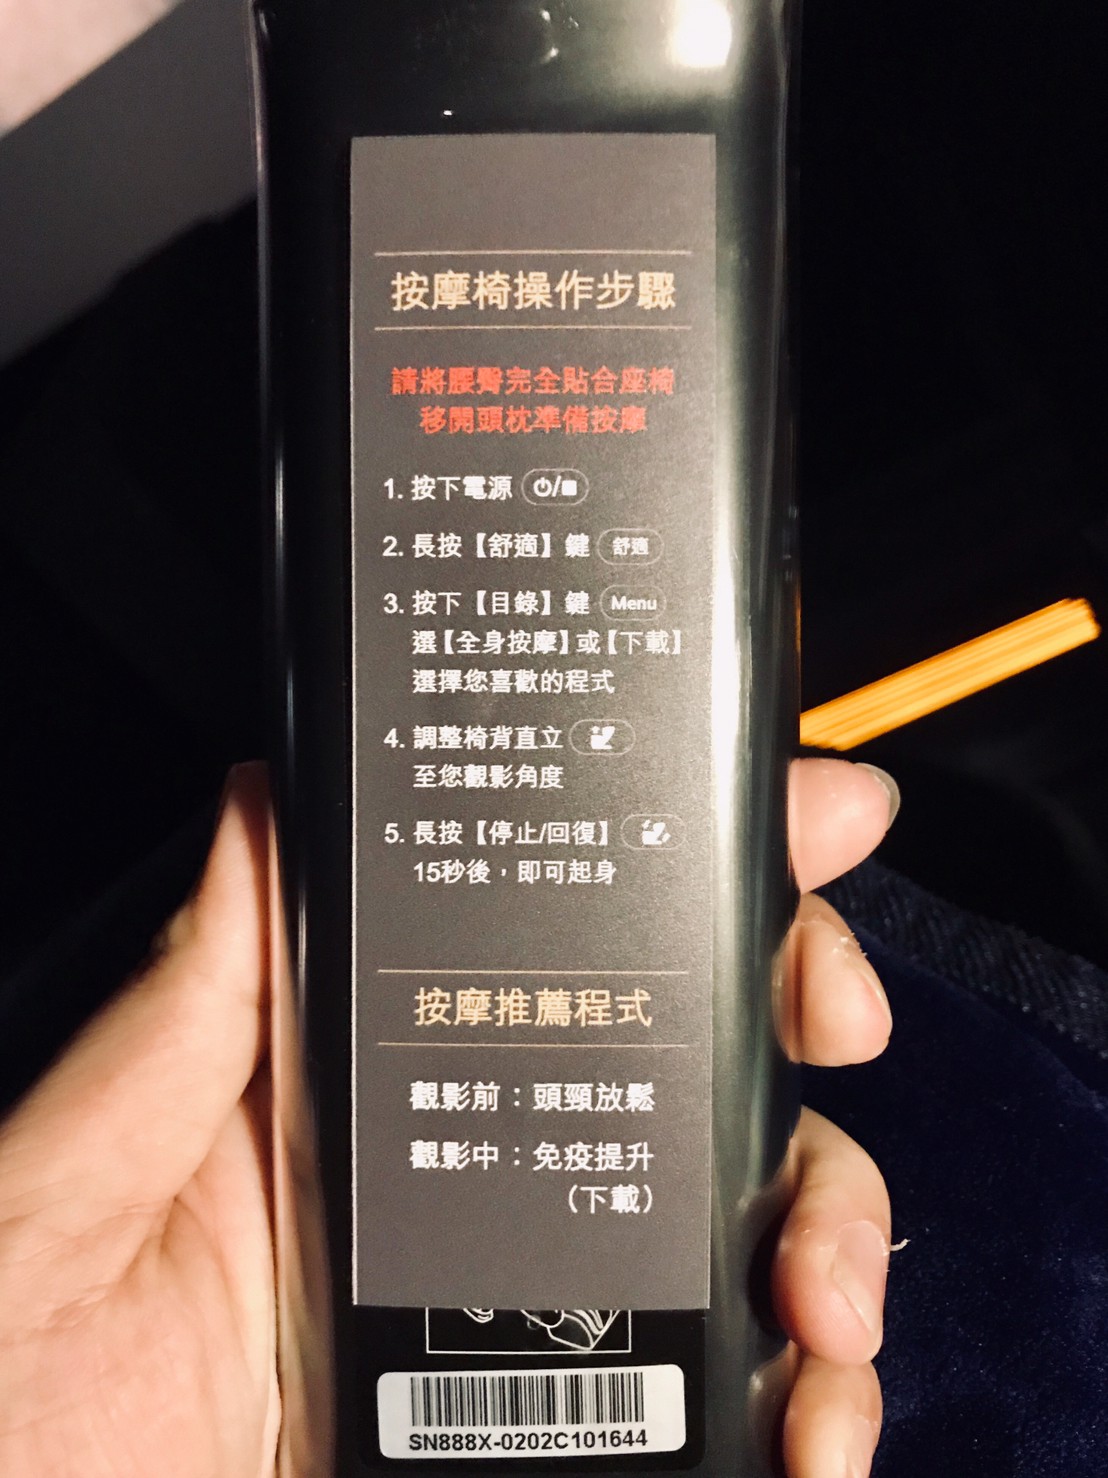 按摩椅操作步驟
請將腰臀完全貼合座椅
移開頭枕準備按摩
1. 按下電源 ⏻/■
2. 長按【舒適】鍵 舒適
3. 按下【目錄】鍵 Menu
選【全身按摩】或【下載】
選擇您喜歡的程式
4. 調整椅背直立
至您觀影角度
5. 長按【停止/回復】
15秒後，即可起身
按摩推薦程式
觀影前：頭頸放鬆
觀影中：免疫提升
（下載）
SN888X-0202C101644